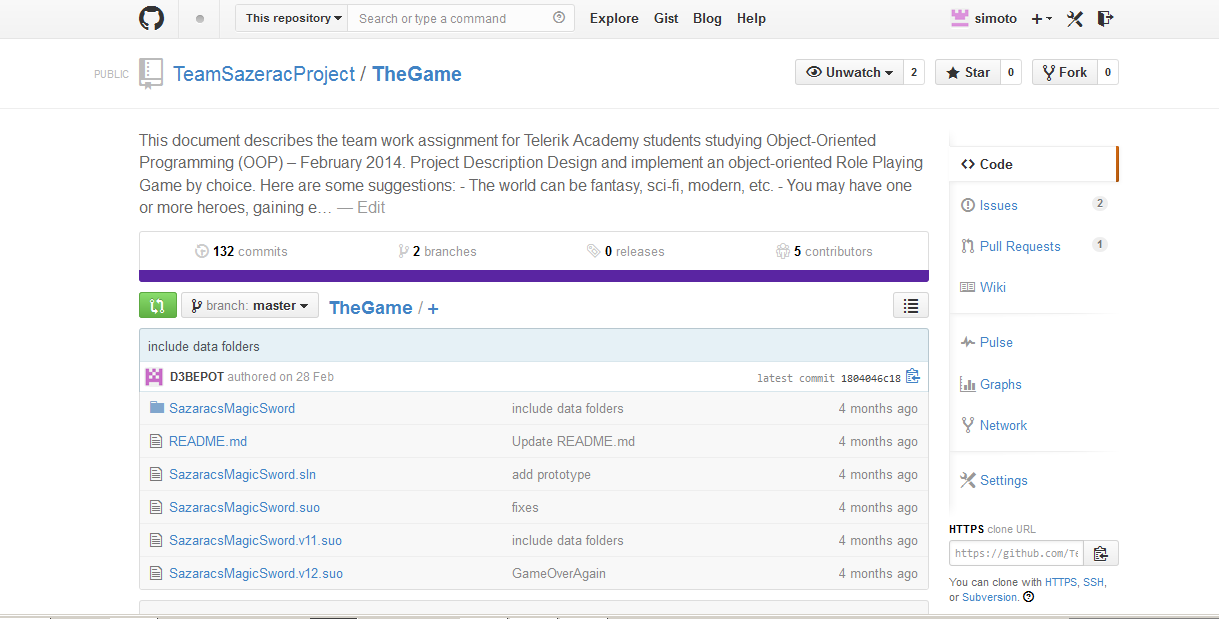 This repository Search or type a command Explore Gist Blog Help simoto
PUBLIC TeamSazeracProject / TheGame Unwatch 2 Star 0 Fork 0
This document describes the team work assignment for Telerik Academy students studying Object-Oriented
Programming (OOP) – February 2014. Project Description Design and implement an object-oriented Role Playing
Game by choice. Here are some suggestions: - The world can be fantasy, sci-fi, modern, etc. - You may have one
or more heroes, gaining e… — Edit
132 commits 2 branches 0 releases 5 contributors
branch: master TheGame / +
include data folders
D3BEPOT authored on 28 Feb latest commit 1804046c18
SazaracsMagicSword include data folders 4 months ago
README.md Update README.md 4 months ago
SazaracsMagicSword.sln add prototype 4 months ago
SazaracsMagicSword.suo fixes 4 months ago
SazaracsMagicSword.v11.suo include data folders 4 months ago
SazaracsMagicSword.v12.suo GameOverAgain 4 months ago
Code
Issues 2
Pull Requests 1
Wiki
Pulse
Graphs
Network
Settings
HTTPS clone URL
https://github.com/Te
You can clone with HTTPS, SSH,
or Subversion.